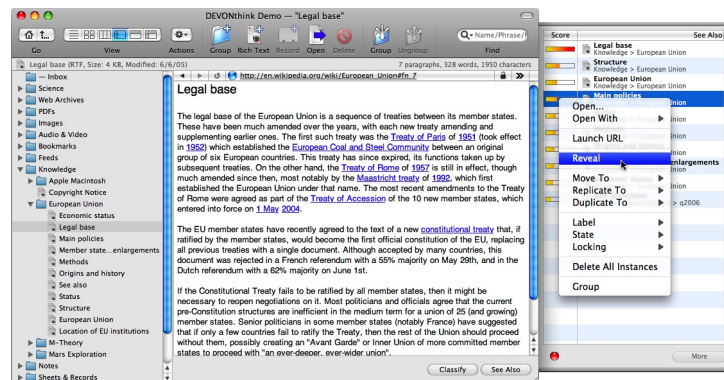 DEVONthink Demo — "Legal base"
Name/Phrase/
Go View Actions Group Rich Text Record Open Delete Group Ungroup Find
Legal base (RTF, Size: 4 KB, Modified: 6/6/05)
7 paragraphs, 328 words, 1950 characters
— Inbox
Science
Web Archives
PDFs
Images
Audio & Video
Bookmarks
Feeds
Knowledge
Apple Macintosh
Copyright Notice
European Union
Economic status
Legal base
Main policies
Member state...enlargements
Methods
Origins and history
See also
Status
Structure
European Union
Location of EU institutions
M-Theory
Mars Exploration
Notes
Sheets & Records
http://en.wikipedia.org/wiki/European_Union#fn_7
Legal base
The legal base of the European Union is a sequence of treaties between its member states.
These have been much amended over the years, with each new treaty amending and
supplementing earlier ones. The first such treaty was the Treaty of Paris of 1951 (took effect
in 1952) which established the European Coal and Steel Community between an original
group of six European countries. This treaty has since expired, its functions taken up by
subsequent treaties. On the other hand, the Treaty of Rome of 1957 is still in effect, though
much amended since then, most notably by the Maastricht treaty of 1992, which first
established the European Union under that name. The most recent amendments to the Treaty
of Rome were agreed as part of the Treaty of Accession of the 10 new member states, which
entered into force on 1 May 2004.
The EU member states have recently agreed to the text of a new constitutional treaty that, if
ratified by the member states, would become the first official constitution of the EU, replacing
all previous treaties with a single document. Although accepted by many countries, this
document was rejected in a French referendum with a 55% majority on May 29th, and in the
Dutch referendum with a 62% majority on June 1st.
If the Constitutional Treaty fails to be ratified by all member states, then it might be
necessary to reopen negotiations on it. Most politicians and officials agree that the current
pre-Constitution structures are inefficient in the medium term for a union of 25 (and growing)
member states. Senior politicians in some member states (notably France) have suggested
that if only a few countries fail to ratify the Treaty, then the rest of the Union should proceed
without them, possibly creating an "Avant Garde" or Inner Union of more committed member
states to proceed with "an ever-deeper, ever-wider union".
Classify See Also
Score See Also
Legal base
Knowledge > European Union
Structure
Knowledge > European Union
European Union
Knowledge > European Union
Main policies
Union
Open...
Open With
Launch URL
Reveal
Move To
Replicate To
Duplicate To
Label
State
Locking
Delete All Instances
Group
enlargements
> q2006
More